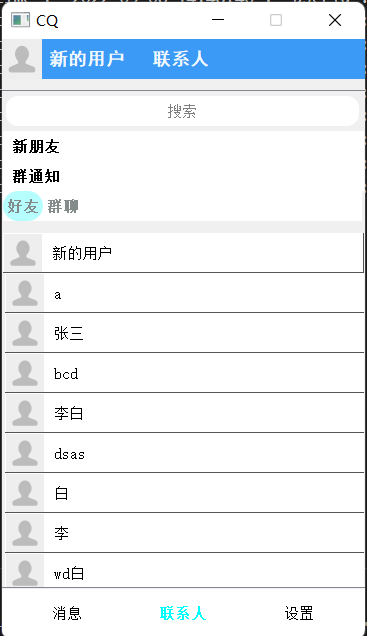 CQ
新的用户 联系人
搜索
新朋友
群通知
好友 群聊
新的用户
a
张三
bcd
李白
dsas
白
李
wd白
消息 联系人 设置